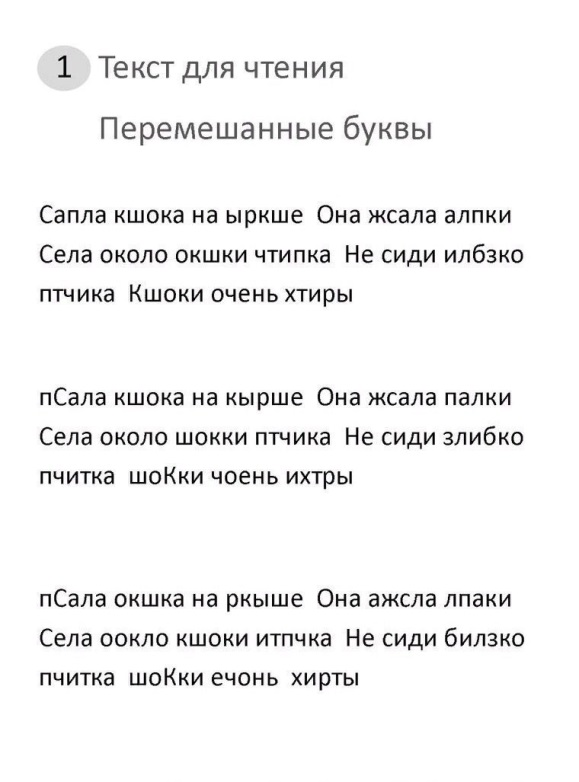 1 Текст для чтения
Перемешанные буквы
Сапла кшока на ыркше Она жсала алпки
Села около окшки чтипка Не сиди илбзко
птчика Кшоки очень хтиры
пСала кшока на кырше Она жсала палки
Села около шокки птчика Не сиди злибко
пчитка шоКки чоень ихтры
пСала окшка на ркыше Она ажсла лпаки
Села оокло кшоки итпчка Не сиди билзко
пчитка шоКки ечонь хирты